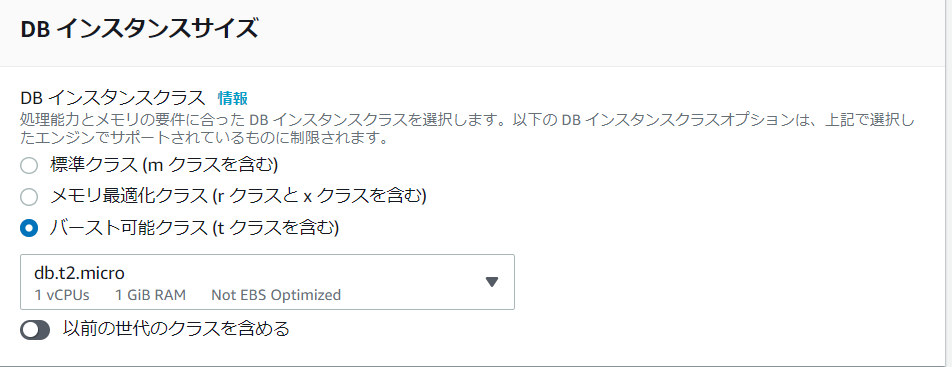 DB インスタンスサイズ
DB インスタンスクラス 情報
処理能力とメモリの要件に合った DB インスタンスクラスを選択します。以下の DB インスタンスクラスオプションは、上記で選択し
たエンジンでサポートされているものに制限されます。
標準クラス (m クラスを含む)
メモリ最適化クラス (r クラスと x クラスを含む)
バースト可能クラス (t クラスを含む)
db.t2.micro
1 vCPUs 1 GiB RAM Not EBS Optimized
以前の世代のクラスを含める